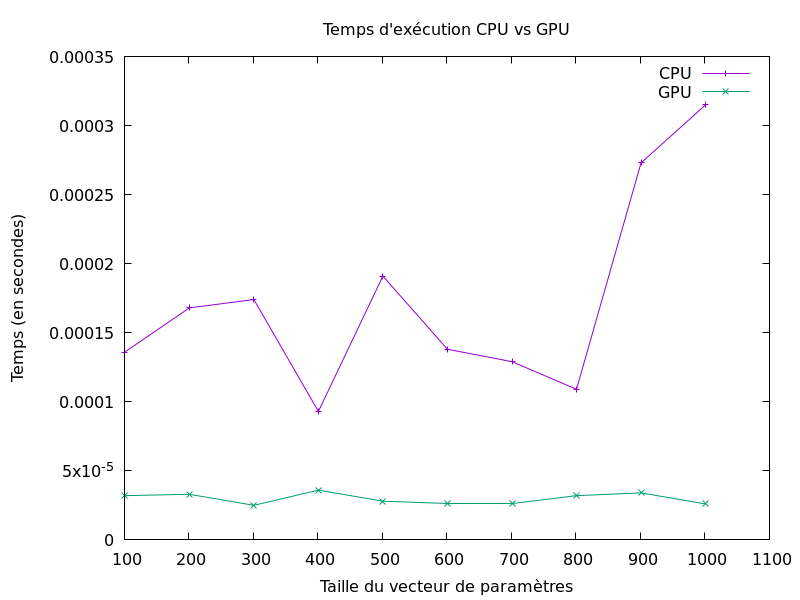 Temps d'exécution CPU vs GPU
CPU
GPU
0.00035
0.0003
0.00025
0.0002
0.00015
0.0001
5x10-5
0
Temps (en secondes)
100 200 300 400 500 600 700 800 900 1000 1100
Taille du vecteur de paramètres